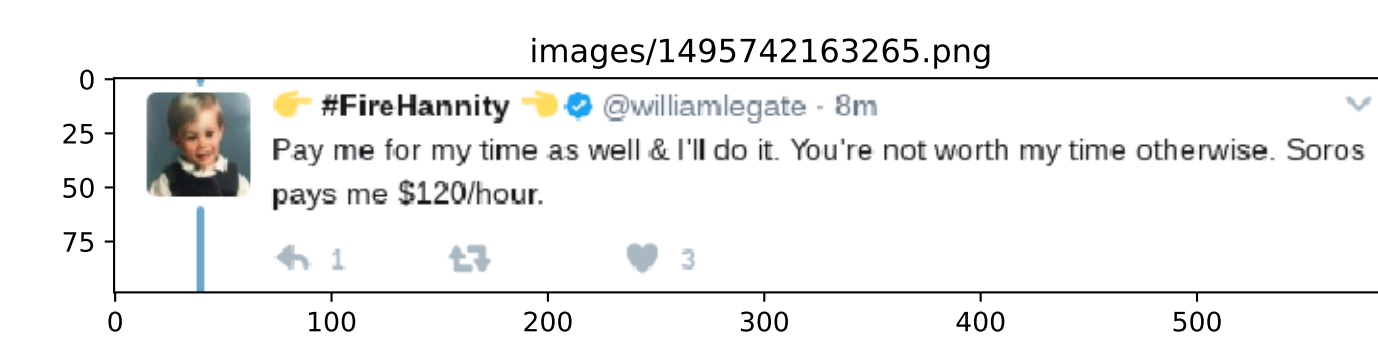 images/1495742163265.png
0
👉 #FireHannity 👈 @williamlegate · 8m
25
Pay me for my time as well & I'll do it. You're not worth my time otherwise. Soros
50
pays me $120/hour.
75
1 3
0 100 200 300 400 500